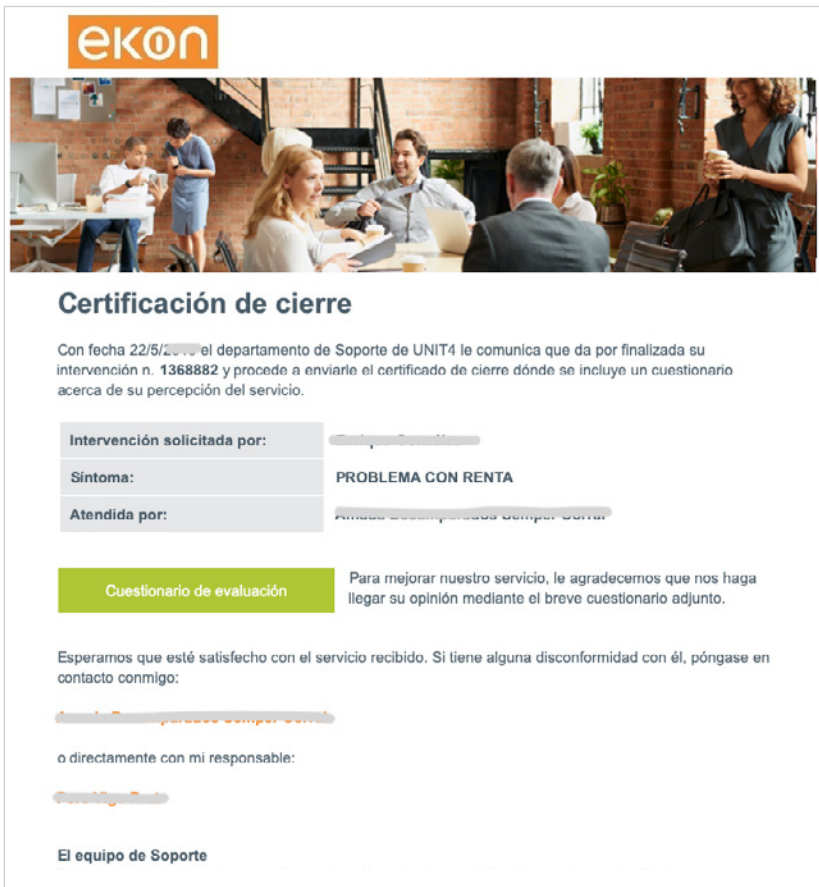 ekon
Certificación de cierre
Con fecha 22/5/ el departamento de Soporte de UNIT4 le comunica que da por finalizada su
intervención n. 1368882 y procede a enviarle el certificado de cierre dónde se incluye un cuestionario
acerca de su percepción del servicio.
Intervención solicitada por:
Síntoma: PROBLEMA CON RENTA
Atendida por:
Cuestionario de evaluación
Para mejorar nuestro servicio, le agradecemos que nos haga
llegar su opinión mediante el breve cuestionario adjunto.
Esperamos que esté satisfecho con el servicio recibido. Si tiene alguna disconformidad con él, póngase en
contacto conmigo:
o directamente con mi responsable:
El equipo de Soporte